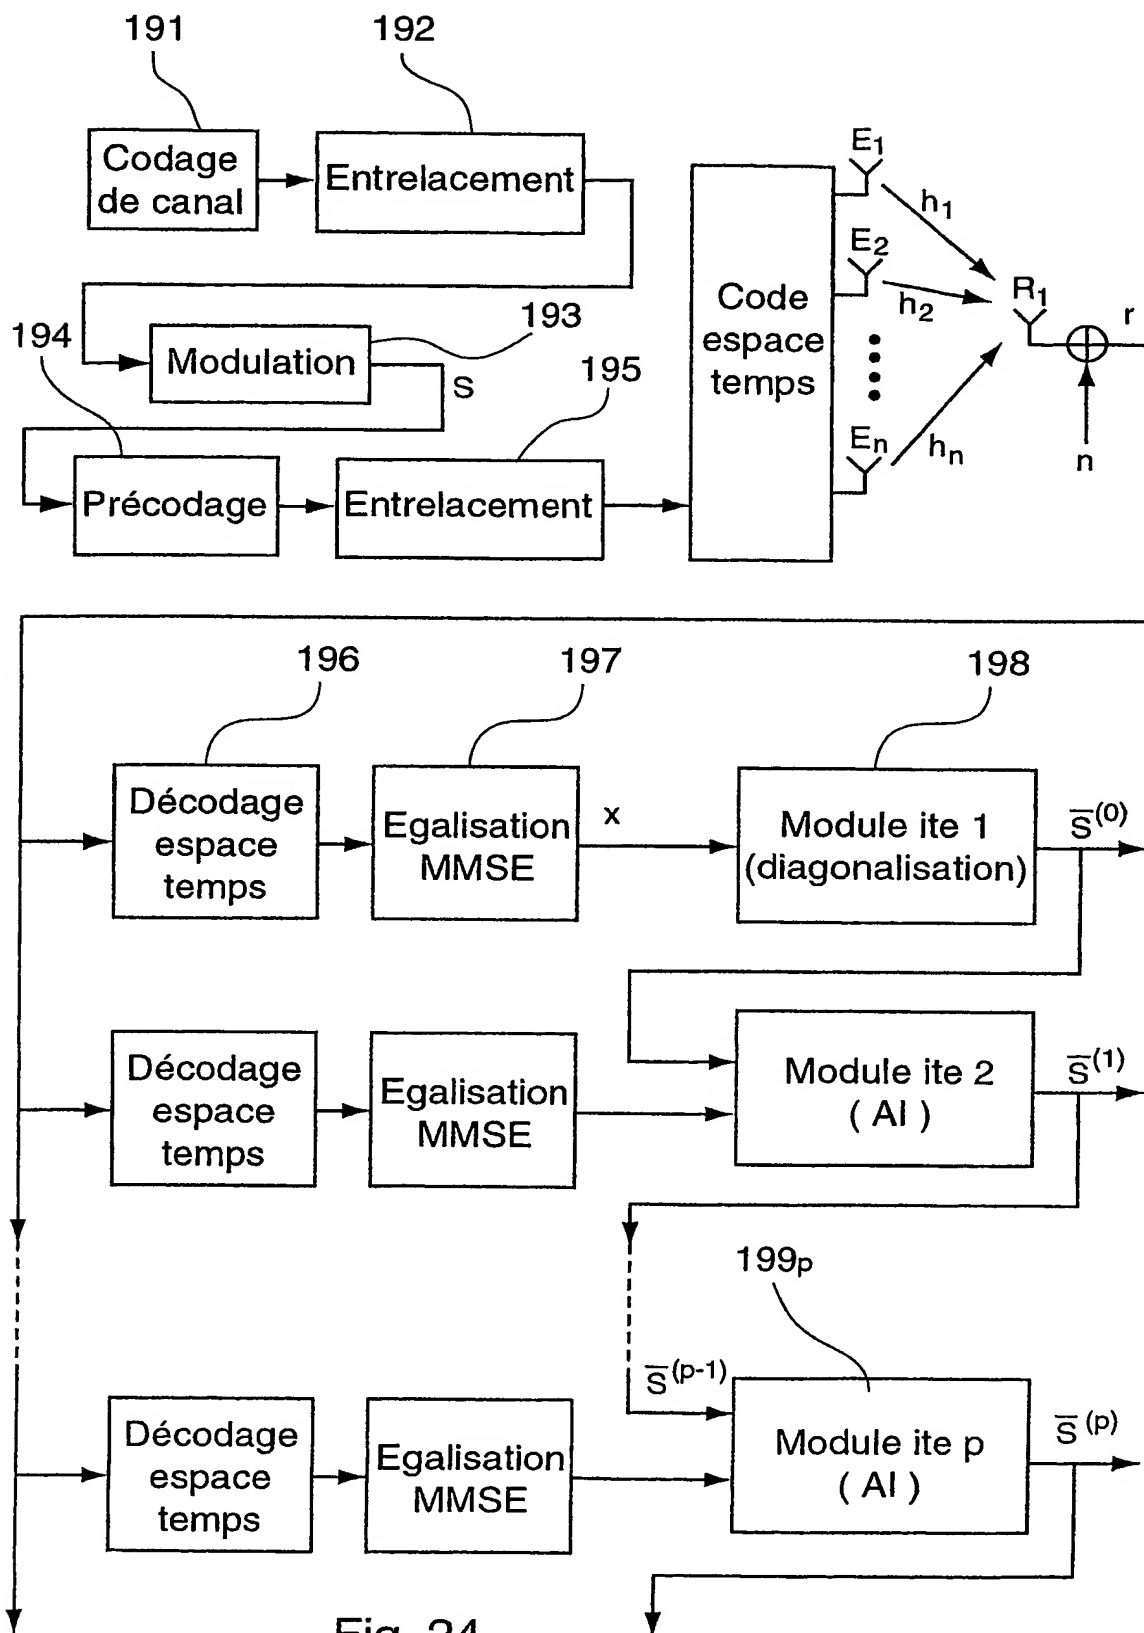 191
192
Codage
de canal
Entrelacement
E1
h1
E2
h2
R1
r
Code
espace
temps
194
193
Modulation
S
195
En
hn
n
Précodage
Entrelacement
196
197
198
Décodage
espace
temps
Egalisation
MMSE
x
Module ite 1
(diagonalisation)
S̅(0)
Décodage
espace
temps
Egalisation
MMSE
Module ite 2
( AI )
S̅(1)
199p
S̅(p-1)
Décodage
espace
temps
Egalisation
MMSE
Module ite p
( AI )
S̅(p)
Fig. 24